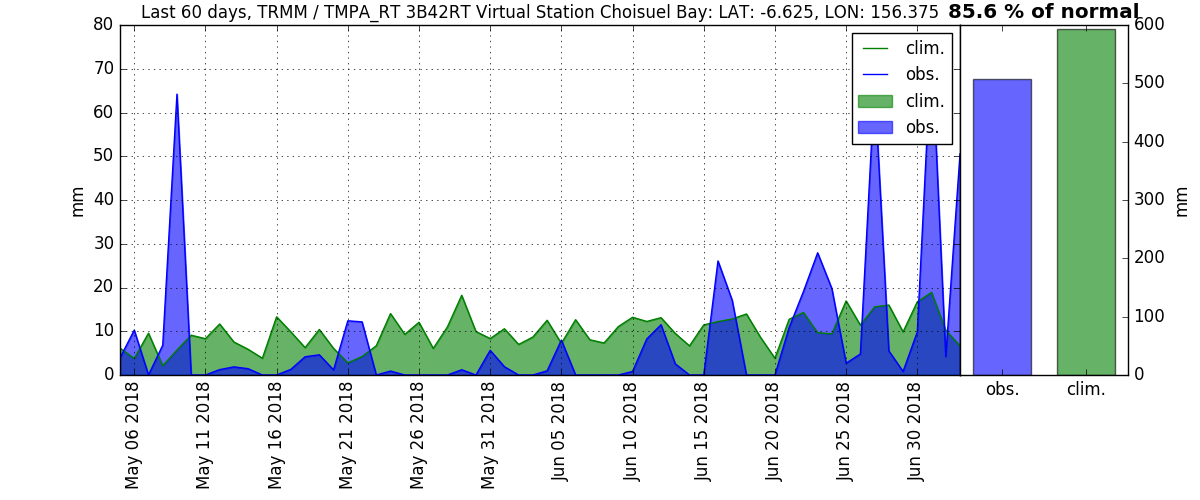 Last 60 days, TRMM / TMPA_RT 3B42RT Virtual Station Choisuel Bay: LAT: -6.625, LON: 156.375 85.6 % of normal
80
70
60
50
40
30
20
10
0
mm
clim.
obs.
clim.
obs.
May 06 2018
May 11 2018
May 16 2018
May 21 2018
May 26 2018
May 31 2018
Jun 05 2018
Jun 10 2018
Jun 15 2018
Jun 20 2018
Jun 25 2018
Jun 30 2018
600
500
400
300
200
100
0
mm
obs.
clim.